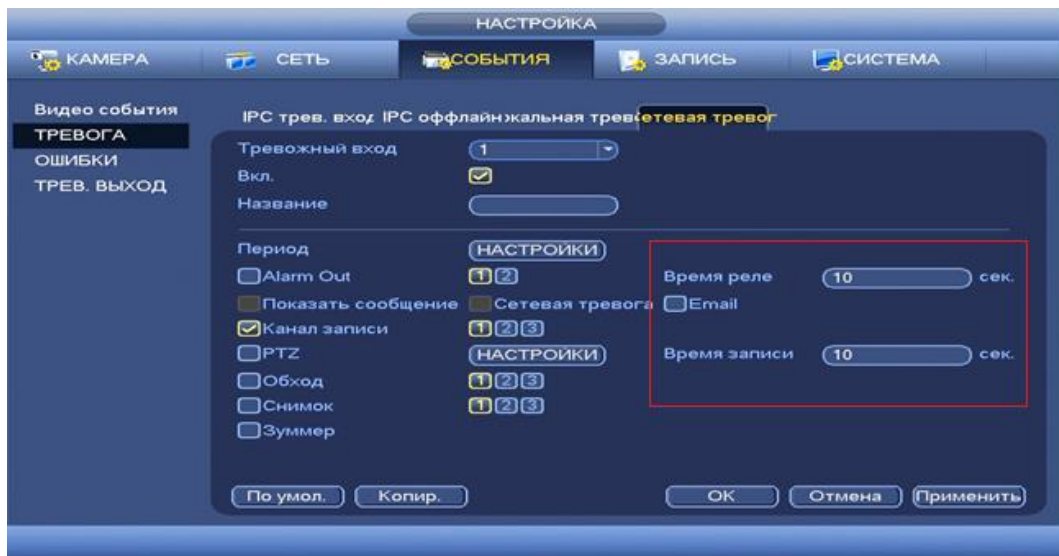 НАСТРОЙКА
КАМЕРА СЕТЬ СОБЫТИЯ ЗАПИСЬ СИСТЕМА
Видео события
ТРЕВОГА
ОШИБКИ
ТРЕВ. ВЫХОД
IPC трев. вход IPC оффлайн кальная трев етевая тревог
Тревожный вход 1
Вкл.
Название
Период НАСТРОЙКИ
Alarm Out 1 2 Время реле 10 сек.
Показать сообщение Сетевая тревога Email
Канал записи 1 2 3
PTZ НАСТРОЙКИ Время записи 10 сек.
Обход 1 2 3
Снимок 1 2 3
Зуммер
По умол. Копир. OK Отмена Применить